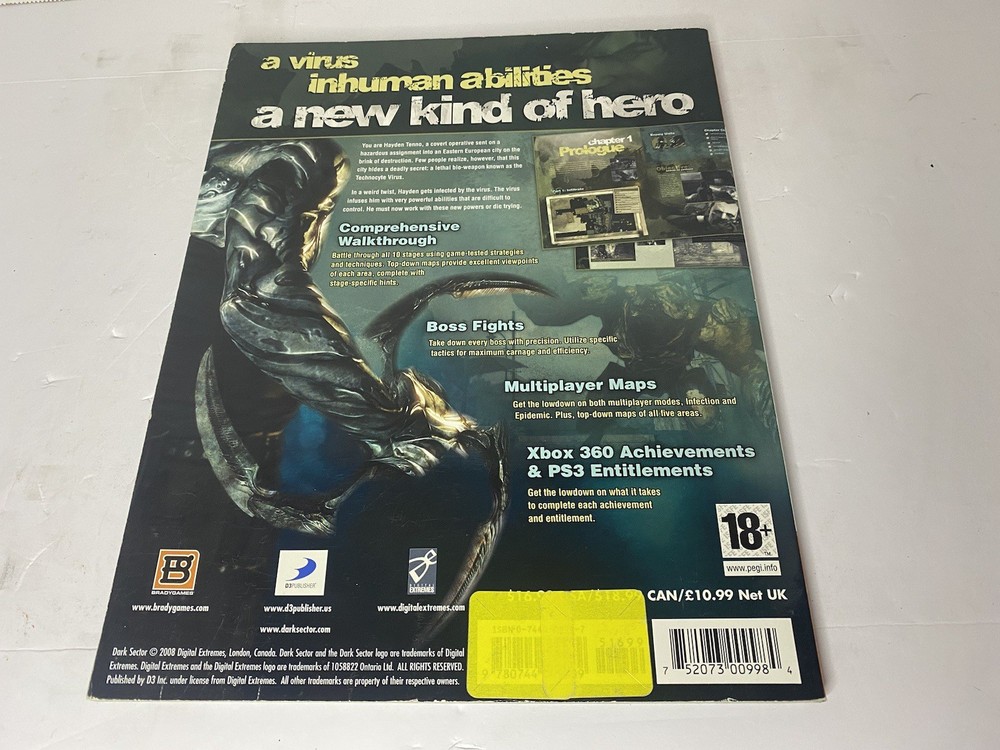 a virus
inhuman abilities
a new kind of hero
You are Hayden Tenno, a covert operative sent on a
hazardous assignment into an Eastern European city on the
brink of destruction. Few people realize, however, that this
city hides a deadly secret: a lethal bio-weapon known as the
Technocyte Virus.
In a weird twist, Hayden gets infected by the virus. The virus
infuses him with very powerful abilities that are difficult to
control. He must now work with these new powers or die trying.
chapter 1
Prologue
Comprehensive
Walkthrough
Battle through all 10 stages using game-tested strategies
and techniques. Top-down maps provide excellent viewpoints
of each area, complete with
stage-specific hints.
Boss Fights
Take down every boss with precision. Utilize specific
tactics for maximum carnage and efficiency.
Multiplayer Maps
Get the lowdown on both multiplayer modes, Infection and
Epidemic. Plus, top-down maps of all five areas.
Xbox 360 Achievements
& PS3 Entitlements
Get the lowdown on what it takes
to complete each achievement
and entitlement.
18+
TM
www.pegi.info
BRADYGAMES
www.bradygames.com
D3PUBLISHER
www.d3publisher.us
DIGITAL
EXTREMES
www.digitalextremes.com
www.darksector.com
CAN/£10.99 Net UK
51699
9 780744
7 52073 00998 4
Dark Sector © 2008 Digital Extremes, London, Canada. Dark Sector and the Dark Sector logo are trademarks of Digital
Extremes. Digital Extremes and the Digital Extremes logo are trademarks of 1058822 Ontario Ltd. ALL RIGHTS RESERVED.
Published by D3 Inc. under license from Digital Extremes. All other trademarks are property of their respective owners.